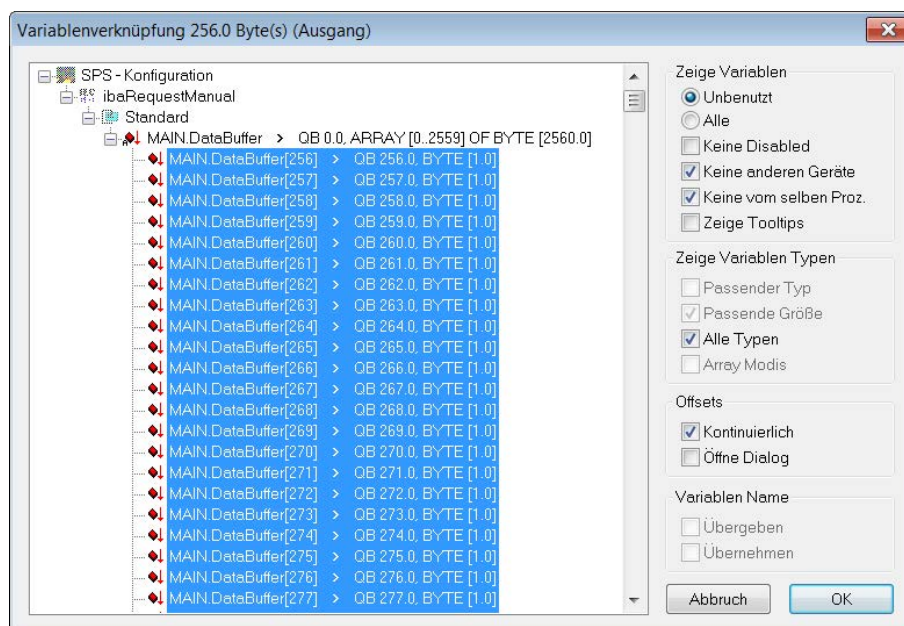 Variablenverknüpfung 256.0 Byte(s) (Ausgang)
SPS - Konfiguration
ibaRequestManual
Standard
MAIN.DataBuffer > QB 0.0, ARRAY [0..2559] OF BYTE [2560.0]
MAIN.DataBuffer[256] > QB 256.0, BYTE [1.0]
MAIN.DataBuffer[257] > QB 257.0, BYTE [1.0]
MAIN.DataBuffer[258] > QB 258.0, BYTE [1.0]
MAIN.DataBuffer[259] > QB 259.0, BYTE [1.0]
MAIN.DataBuffer[260] > QB 260.0, BYTE [1.0]
MAIN.DataBuffer[261] > QB 261.0, BYTE [1.0]
MAIN.DataBuffer[262] > QB 262.0, BYTE [1.0]
MAIN.DataBuffer[263] > QB 263.0, BYTE [1.0]
MAIN.DataBuffer[264] > QB 264.0, BYTE [1.0]
MAIN.DataBuffer[265] > QB 265.0, BYTE [1.0]
MAIN.DataBuffer[266] > QB 266.0, BYTE [1.0]
MAIN.DataBuffer[267] > QB 267.0, BYTE [1.0]
MAIN.DataBuffer[268] > QB 268.0, BYTE [1.0]
MAIN.DataBuffer[269] > QB 269.0, BYTE [1.0]
MAIN.DataBuffer[270] > QB 270.0, BYTE [1.0]
MAIN.DataBuffer[271] > QB 271.0, BYTE [1.0]
MAIN.DataBuffer[272] > QB 272.0, BYTE [1.0]
MAIN.DataBuffer[273] > QB 273.0, BYTE [1.0]
MAIN.DataBuffer[274] > QB 274.0, BYTE [1.0]
MAIN.DataBuffer[275] > QB 275.0, BYTE [1.0]
MAIN.DataBuffer[276] > QB 276.0, BYTE [1.0]
MAIN.DataBuffer[277] > QB 277.0, BYTE [1.0]
Zeige Variablen
Unbenutzt
Alle
Keine Disabled
Keine anderen Geräte
Keine vom selben Proz.
Zeige Tooltips
Zeige Variablen Typen
Passender Typ
Passende Größe
Alle Typen
Array Modis
Offsets
Kontinuierlich
Öffne Dialog
Variablen Name
Übergeben
Übernehmen
Abbruch
OK